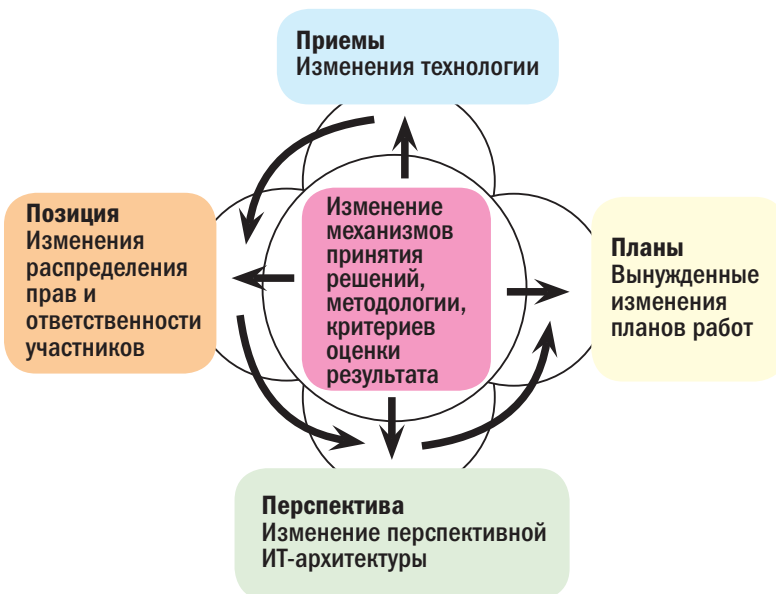 Приемы
Изменения технологии
Позиция
Изменения
распределения
прав и
ответственности
участников
Изменение
механизмов
принятия
решений,
методологии,
критериев
оценки
результата
Планы
Вынужденные
изменения
планов работ
Перспектива
Изменение перспективной
ИТ-архитектуры